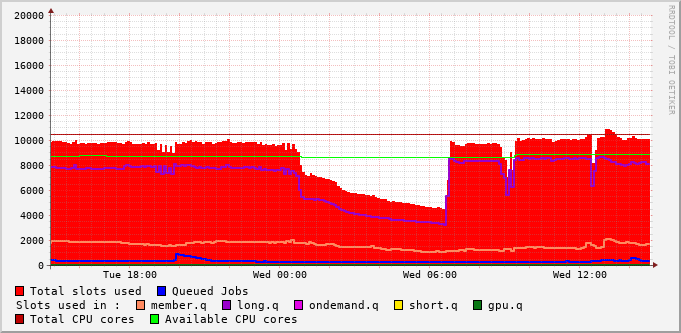 20000
18000
16000
14000
12000
10000
8000
6000
4000
2000
0
Tue 18:00 Wed 00:00 Wed 06:00 Wed 12:00
RRDTOOL / TOBI OETIKER
Total slots used Queued Jobs
Slots used in : member.q long.q ondemand.q short.q gpu.q
Total CPU cores Available CPU cores